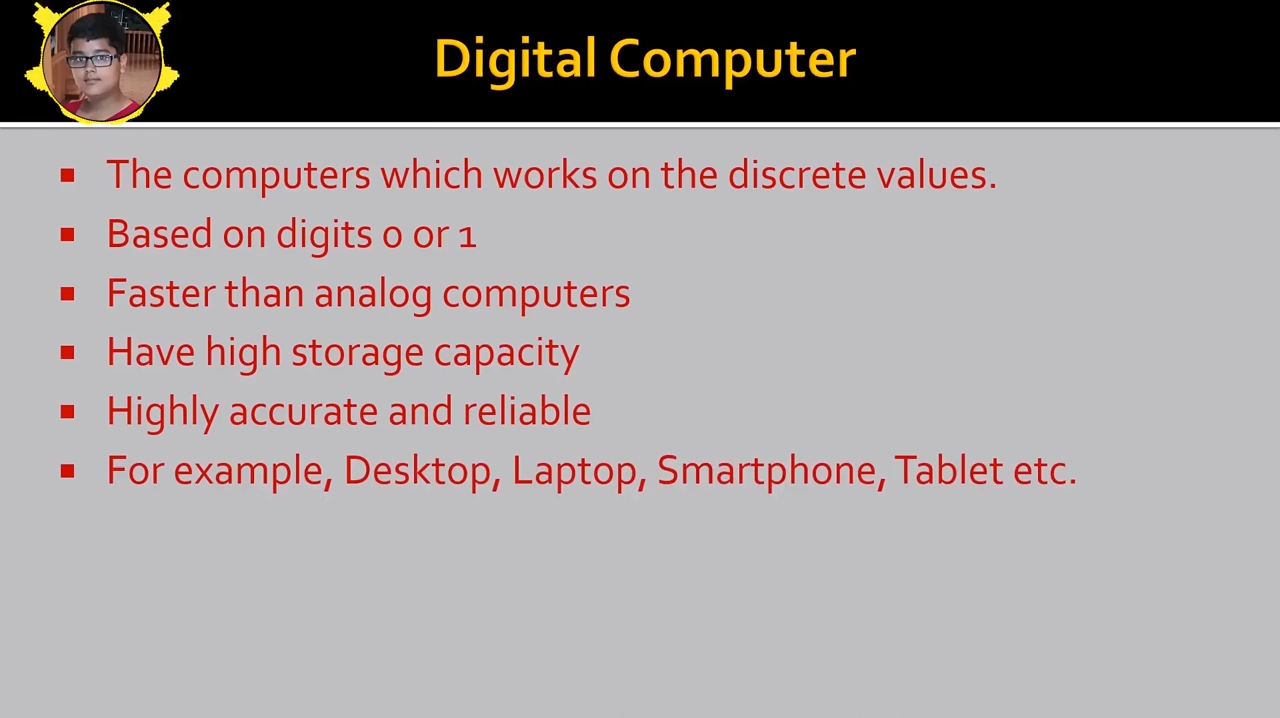 Digital Computer
The computers which works on the discrete values.
Based on digits 0 or 1
Faster than analog computers
Have high storage capacity
Highly accurate and reliable
For example, Desktop, Laptop, Smartphone, Tablet etc.